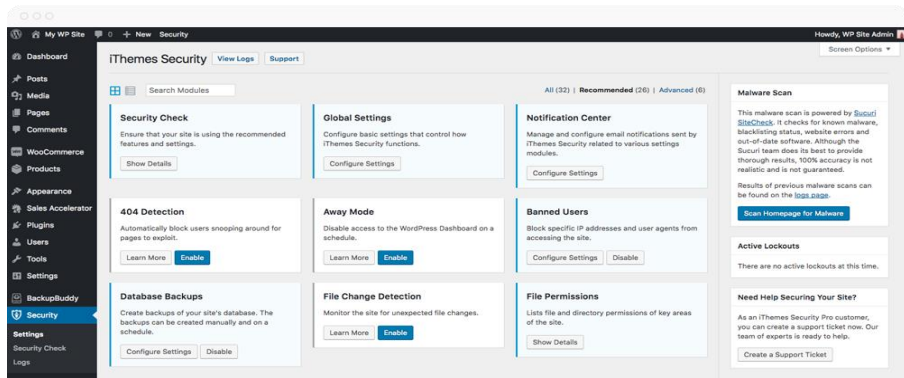 My WP Site 0 + New Security Howdy, WP Site Admin
Screen Options ▼
Dashboard
Posts
Media
Pages
Comments
WooCommerce
Products
Appearance
Sales Accelerator
Plugins
Users
Tools
Settings
BackupBuddy
Security
Settings
Security Check
Logs
iThemes Security View Logs Support
Search Modules
All (32) | Recommended (26) | Advanced (6)
Security Check
Ensure that your site is using the recommended
features and settings.
Show Details
Global Settings
Configure basic settings that control how
iThemes Security functions.
Configure Settings
Notification Center
Manage and configure email notifications sent by
iThemes Security related to various settings
modules.
Configure Settings
404 Detection
Automatically block users snooping around for
pages to exploit.
Learn More Enable
Away Mode
Disable access to the WordPress Dashboard on a
schedule.
Learn More Enable
Banned Users
Block specific IP addresses and user agents from
accessing the site.
Configure Settings Disable
Database Backups
Create backups of your site's database. The
backups can be created manually and on a
schedule.
Configure Settings Disable
File Change Detection
Monitor the site for unexpected file changes.
Learn More Enable
File Permissions
Lists file and directory permissions of key areas
of the site.
Show Details
Malware Scan
This malware scan is powered by Sucuri
SiteCheck. It checks for known malware,
blacklisting status, website errors and
out-of-date software. Although the
Sucuri team does its best to provide
thorough results, 100% accuracy is not
realistic and is not guaranteed.
Results of previous malware scans can
be found on the logs page.
Scan Homepage for Malware
Active Lockouts
There are no active lockouts at this time.
Need Help Securing Your Site?
As an iThemes Security Pro customer,
you can create a support ticket now. Our
team of experts is ready to help.
Create a Support Ticket